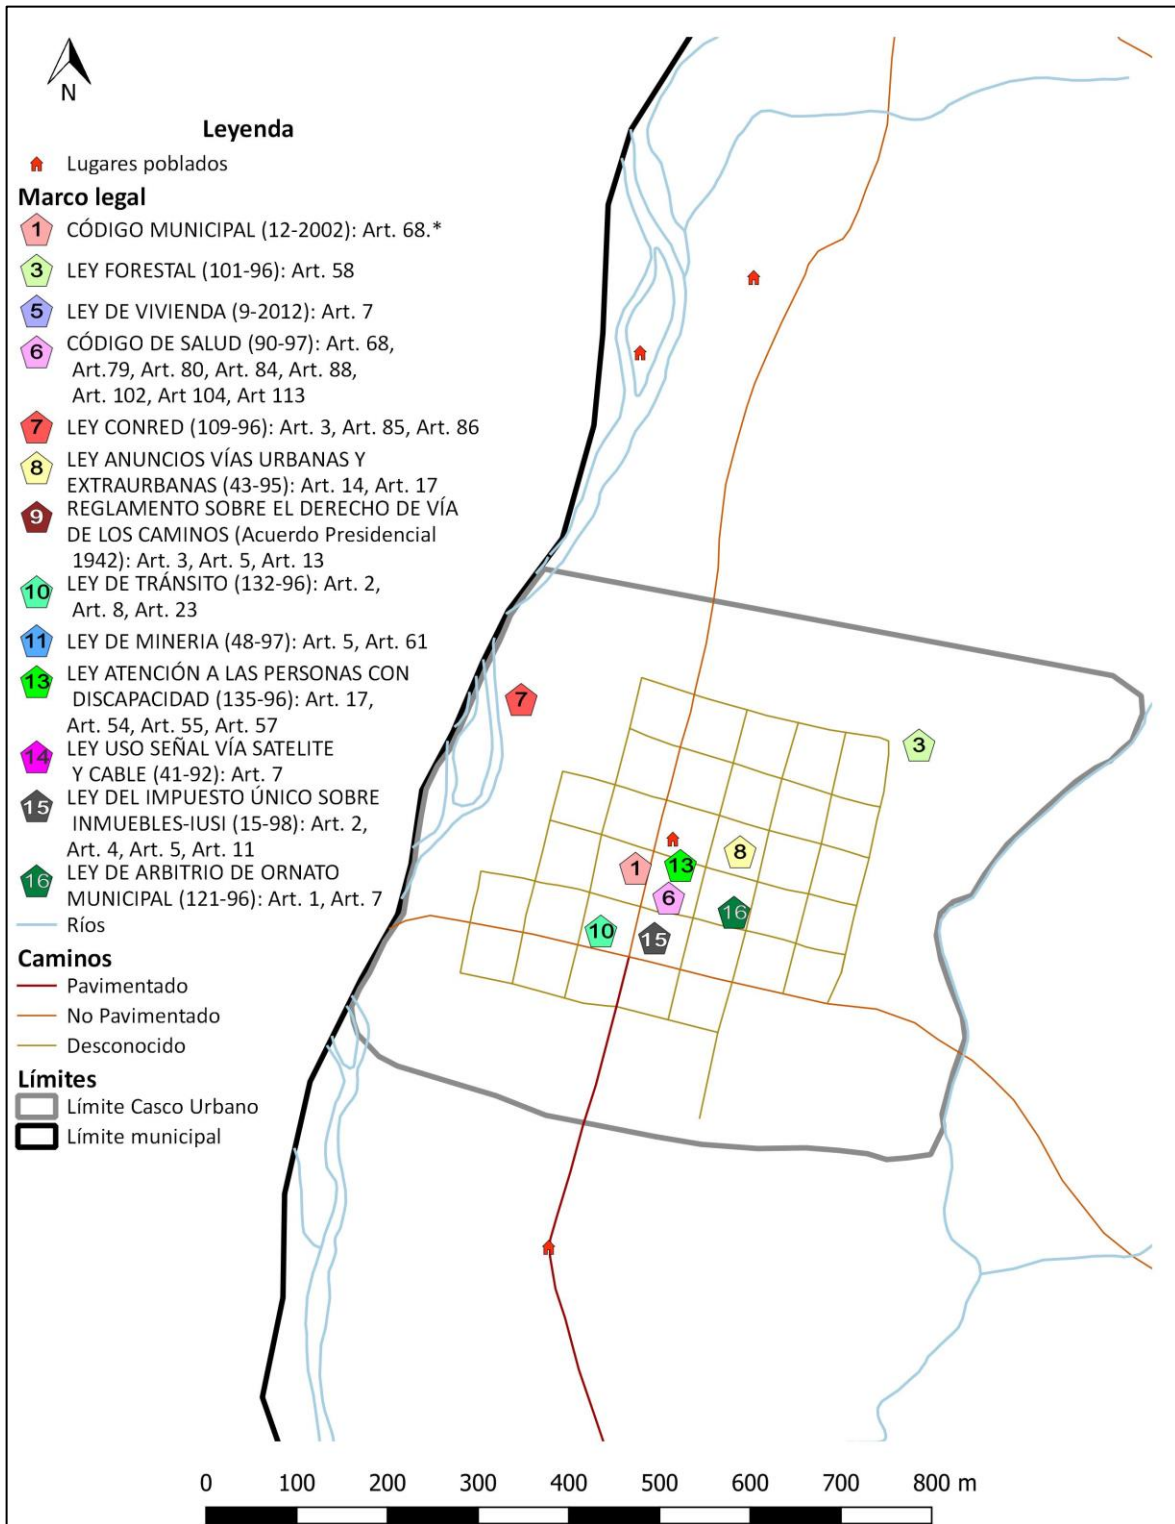 N
Leyenda
Lugares poblados
Marco legal
1 CÓDIGO MUNICIPAL (12-2002): Art. 68.*
3 LEY FORESTAL (101-96): Art. 58
5 LEY DE VIVIENDA (9-2012): Art. 7
6 CÓDIGO DE SALUD (90-97): Art. 68,
Art.79, Art. 80, Art. 84, Art. 88,
Art. 102, Art 104, Art 113
7 LEY CONRED (109-96): Art. 3, Art. 85, Art. 86
8 LEY ANUNCIOS VÍAS URBANAS Y
EXTRAURBANAS (43-95): Art. 14, Art. 17
9 REGLAMENTO SOBRE EL DERECHO DE VÍA
DE LOS CAMINOS (Acuerdo Presidencial
1942): Art. 3, Art. 5, Art. 13
10 LEY DE TRÁNSITO (132-96): Art. 2,
Art. 8, Art. 23
11 LEY DE MINERIA (48-97): Art. 5, Art. 61
13 LEY ATENCIÓN A LAS PERSONAS CON
DISCAPACIDAD (135-96): Art. 17,
Art. 54, Art. 55, Art. 57
14 LEY USO SEÑAL VÍA SATELITE
Y CABLE (41-92): Art. 7
15 LEY DEL IMPUESTO ÚNICO SOBRE
INMUEBLES-IUSI (15-98): Art. 2,
Art. 4, Art. 5, Art. 11
16 LEY DE ARBITRIO DE ORNATO
MUNICIPAL (121-96): Art. 1, Art. 7
Ríos
Caminos
Pavimentado
No Pavimentado
Desconocido
Límites
Límite Casco Urbano
Límite municipal
7
3
8
1
13
6
16
10
15
0 100 200 300 400 500 600 700 800 m